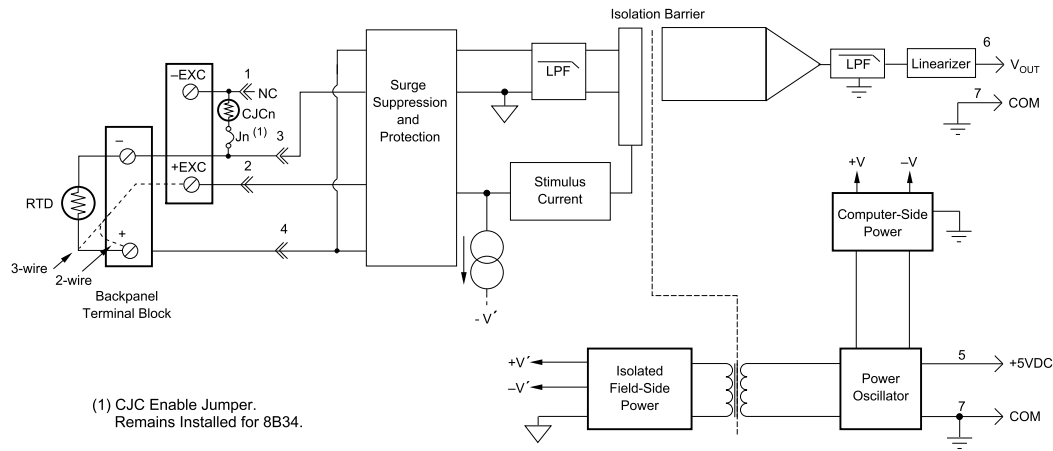 Isolation Barrier
–EXC
1
NC
CJCn
Jn (1)
3
–
+EXC
2
RTD
+
4
3-wire
2-wire
Backpanel
Terminal Block
Surge
Suppression
and
Protection
LPF
Stimulus
Current
- V´
LPF
Linearizer
6
VOUT
7
COM
+V
–V
Computer-Side
Power
+V´
–V´
Isolated
Field-Side
Power
Power
Oscillator
5
+5VDC
7
COM
(1) CJC Enable Jumper.
Remains Installed for 8B34.